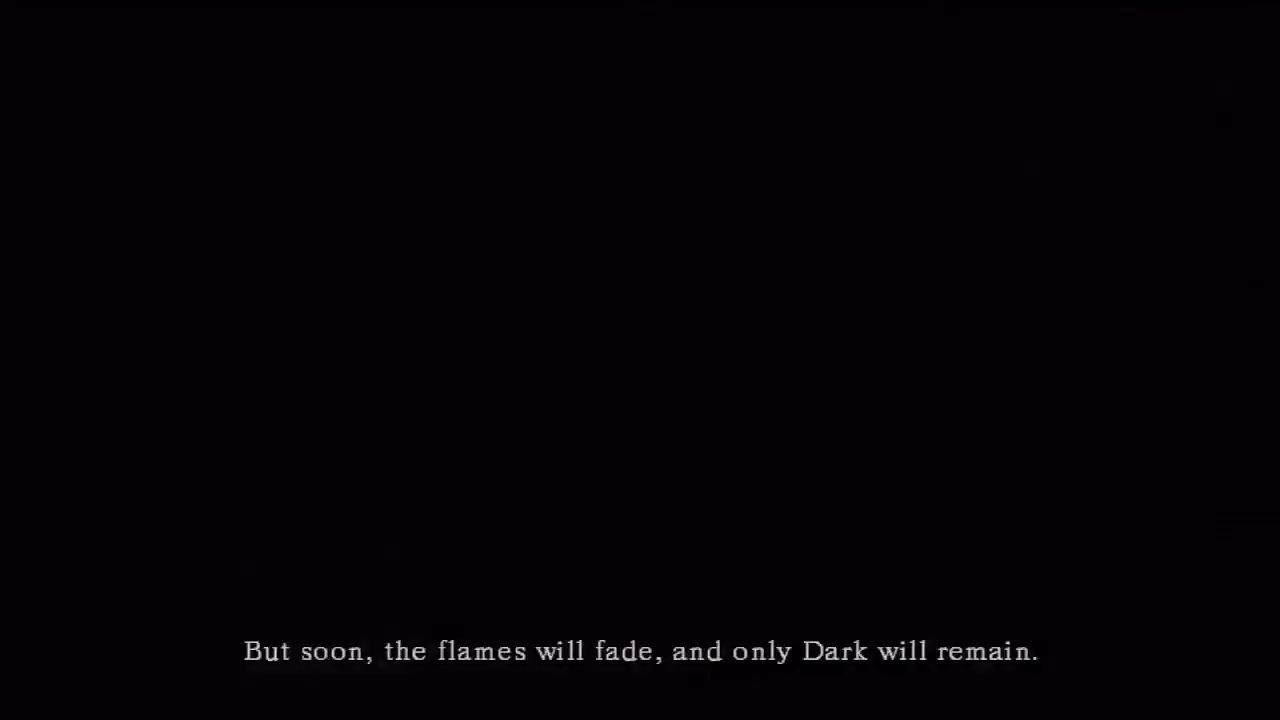 But soon, the flames will fade, and only Dark will remain.